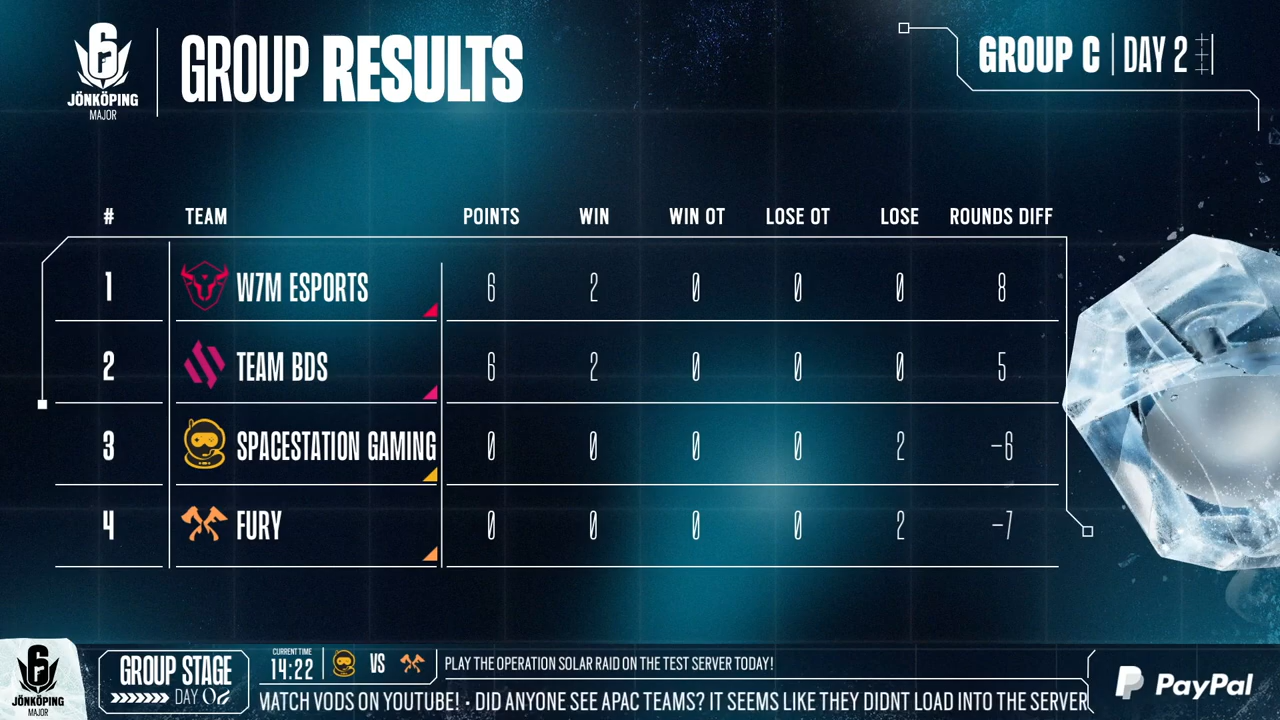 6
JÖNKÖPING
MAJOR
GROUP RESULTS
GROUP C | DAY 2
# TEAM POINTS WIN WIN OT LOSE OT LOSE ROUNDS DIFF
1 W7M ESPORTS 6 2 0 0 0 8
2 TEAM BDS 6 2 0 0 0 5
3 SPACESTATION GAMING 0 0 0 0 2 -6
4 FURY 0 0 0 0 2 -7
6
JÖNKÖPING
MAJOR
GROUP STAGE
DAY
CURRENT TIME
14:22
VS
PLAY THE OPERATION SOLAR RAID ON THE TEST SERVER TODAY!
MATCH VODS ON YOUTUBE! · DID ANYONE SEE APAC TEAMS? IT SEEMS LIKE THEY DIDNT LOAD INTO THE SERVER
PayPal